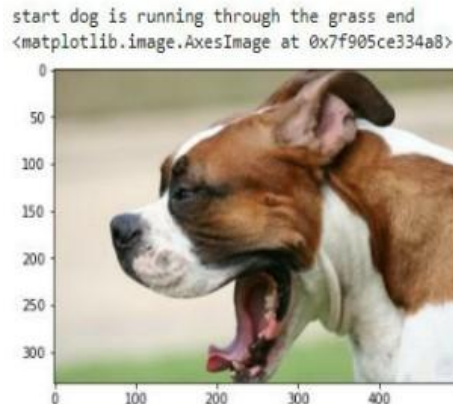 start dog is running through the grass end
<matplotlib.image.AxesImage at 0x7f905ce334a8>
0
50
100
150
200
250
300
0 100 200 300 400